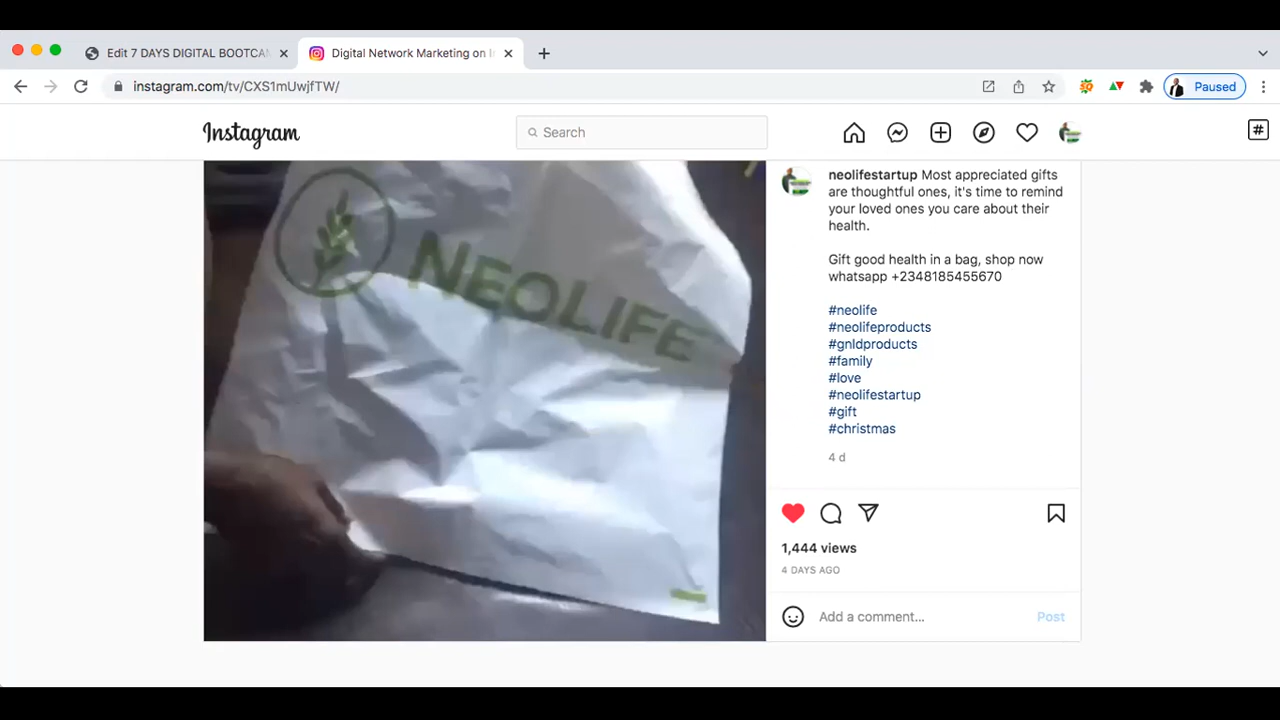 Edit 7 DAYS DIGITAL BOOTCA
Digital Network Marketing on I
instagram.com/tv/CXS1mUwjfTW/
Paused
Instagram
Search
NEOLIFE
neolifestartup Most appreciated gifts
are thoughtful ones, it's time to remind
your loved ones you care about their
health.
Gift good health in a bag, shop now
whatsapp +2348185455670
#neolife
#neolifeproducts
#gnldproducts
#family
#love
#neolifestartup
#gift
#christmas
4 d
1,444 views
4 DAYS AGO
Add a comment...
Post